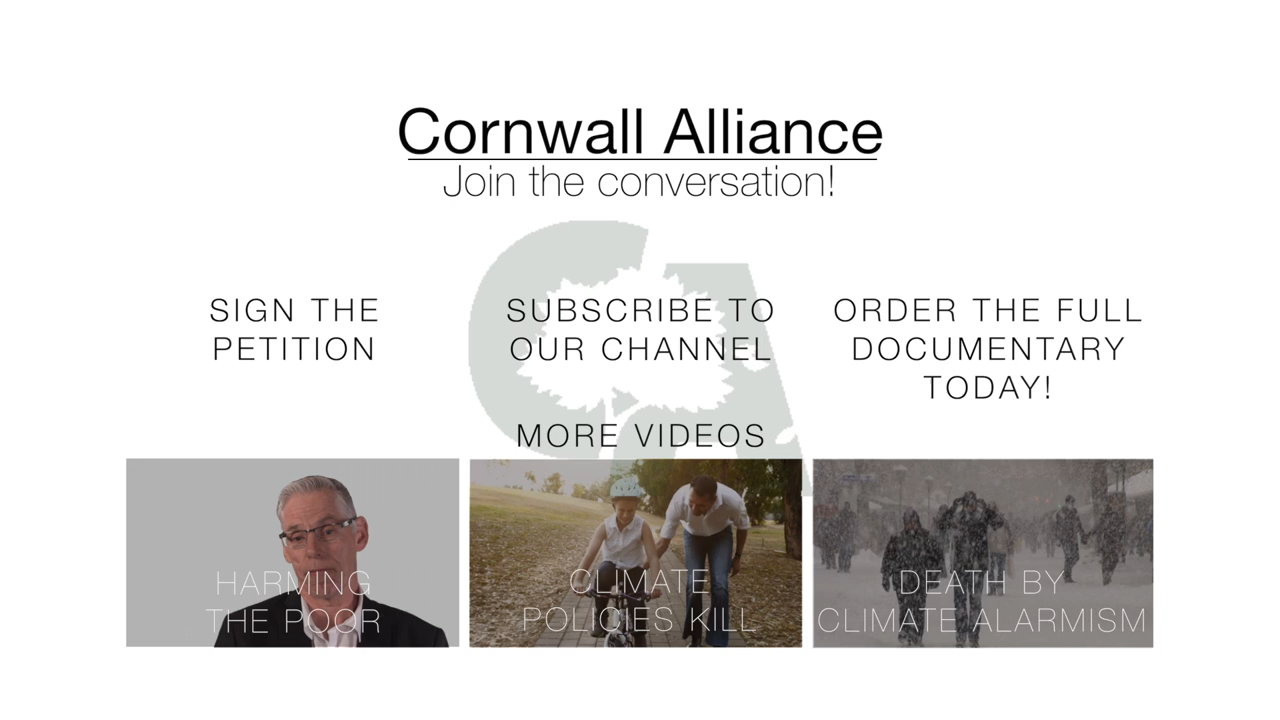 Cornwall Alliance
Join the conversation!
SIGN THE
PETITION
SUBSCRIBE TO
OUR CHANNEL
ORDER THE FULL
DOCUMENTARY
TODAY!
MORE VIDEOS
HARMING
THE POOR
CLIMATE
POLICIES KILL
DEATH BY
CLIMATE ALARMISM